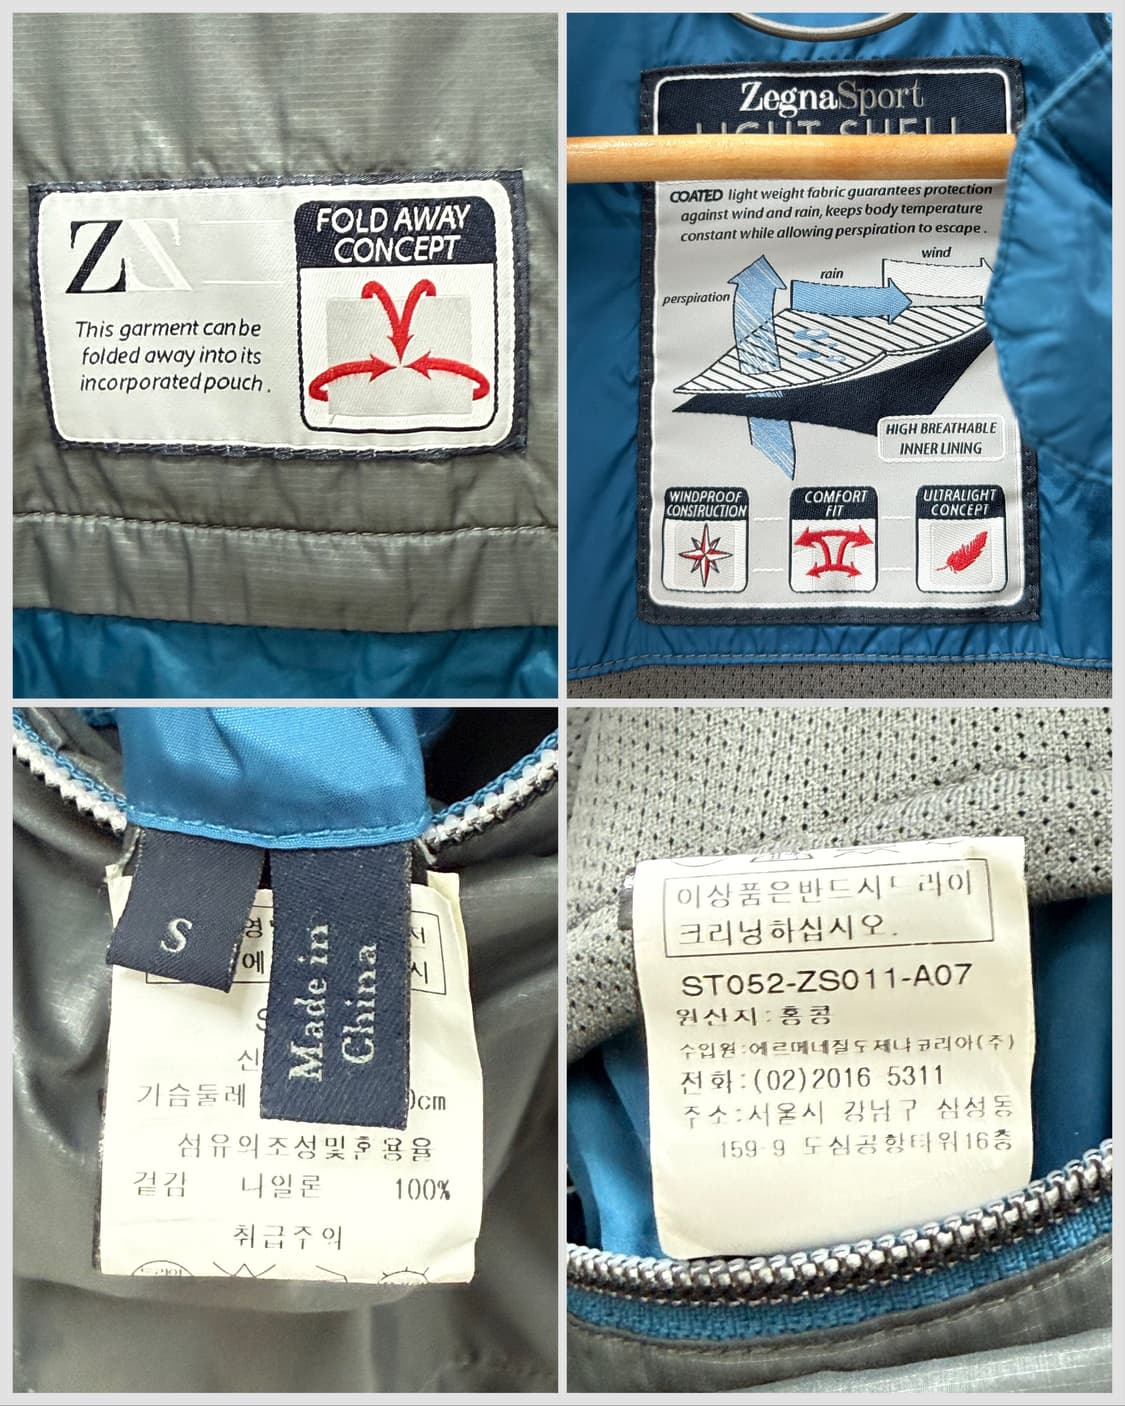 ZS
FOLD AWAY
CONCEPT
This garment can be
folded away into its
incorporated pouch.
ZegnaSport
LIGHT SHELL
COATED light weight fabric guarantees protection
against wind and rain, keeps body temperature
constant while allowing perspiration to escape.
wind
rain
perspiration
HIGH BREATHABLE
INNER LINING
WINDPROOF
CONSTRUCTION
COMFORT
FIT
ULTRALIGHT
CONCEPT
S
Made in
China
가슴둘레
섬유의조성및혼용율
겉감 나일론 100%
취급주의
드라이
이상품은반드시드라이
크리닝하십시오.
ST052-ZS011-A07
원산지:홍콩
수입원:에르메네질도제냐코리아(주)
전화:(02)2016 5311
주소:서울시 강남구 삼성동
159-9 도심공항타워16층